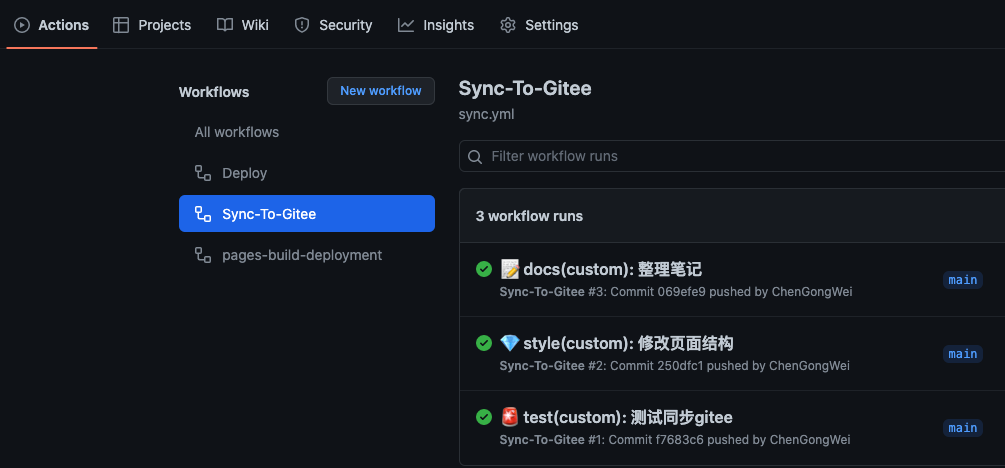 Actions Projects Wiki Security Insights Settings
Workflows New workflow
All workflows
Deploy
Sync-To-Gitee
pages-build-deployment
Sync-To-Gitee
sync.yml
Filter workflow runs
3 workflow runs
📝 docs(custom): 整理笔记
Sync-To-Gitee #3: Commit 069efe9 pushed by ChenGongWei
main
💎 style(custom): 修改页面结构
Sync-To-Gitee #2: Commit 250dfc1 pushed by ChenGongWei
main
🚨 test(custom): 测试同步gitee
Sync-To-Gitee #1: Commit f7683c6 pushed by ChenGongWei
main